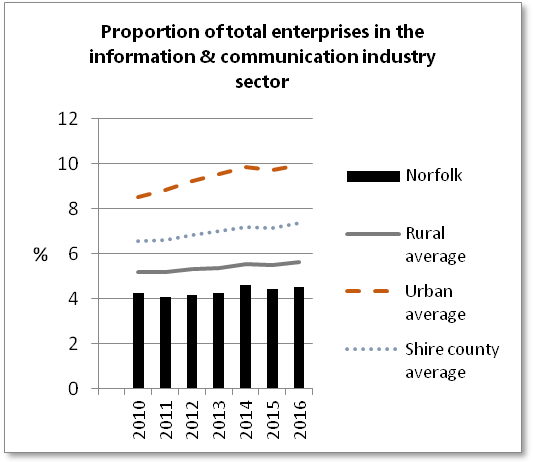 Proportion of total enterprises in the
information & communication industry
sector
12
10
8
6
4
2
0
%
2010
2011
2012
2013
2014
2015
2016
Norfolk
Rural
average
Urban
average
Shire county
average